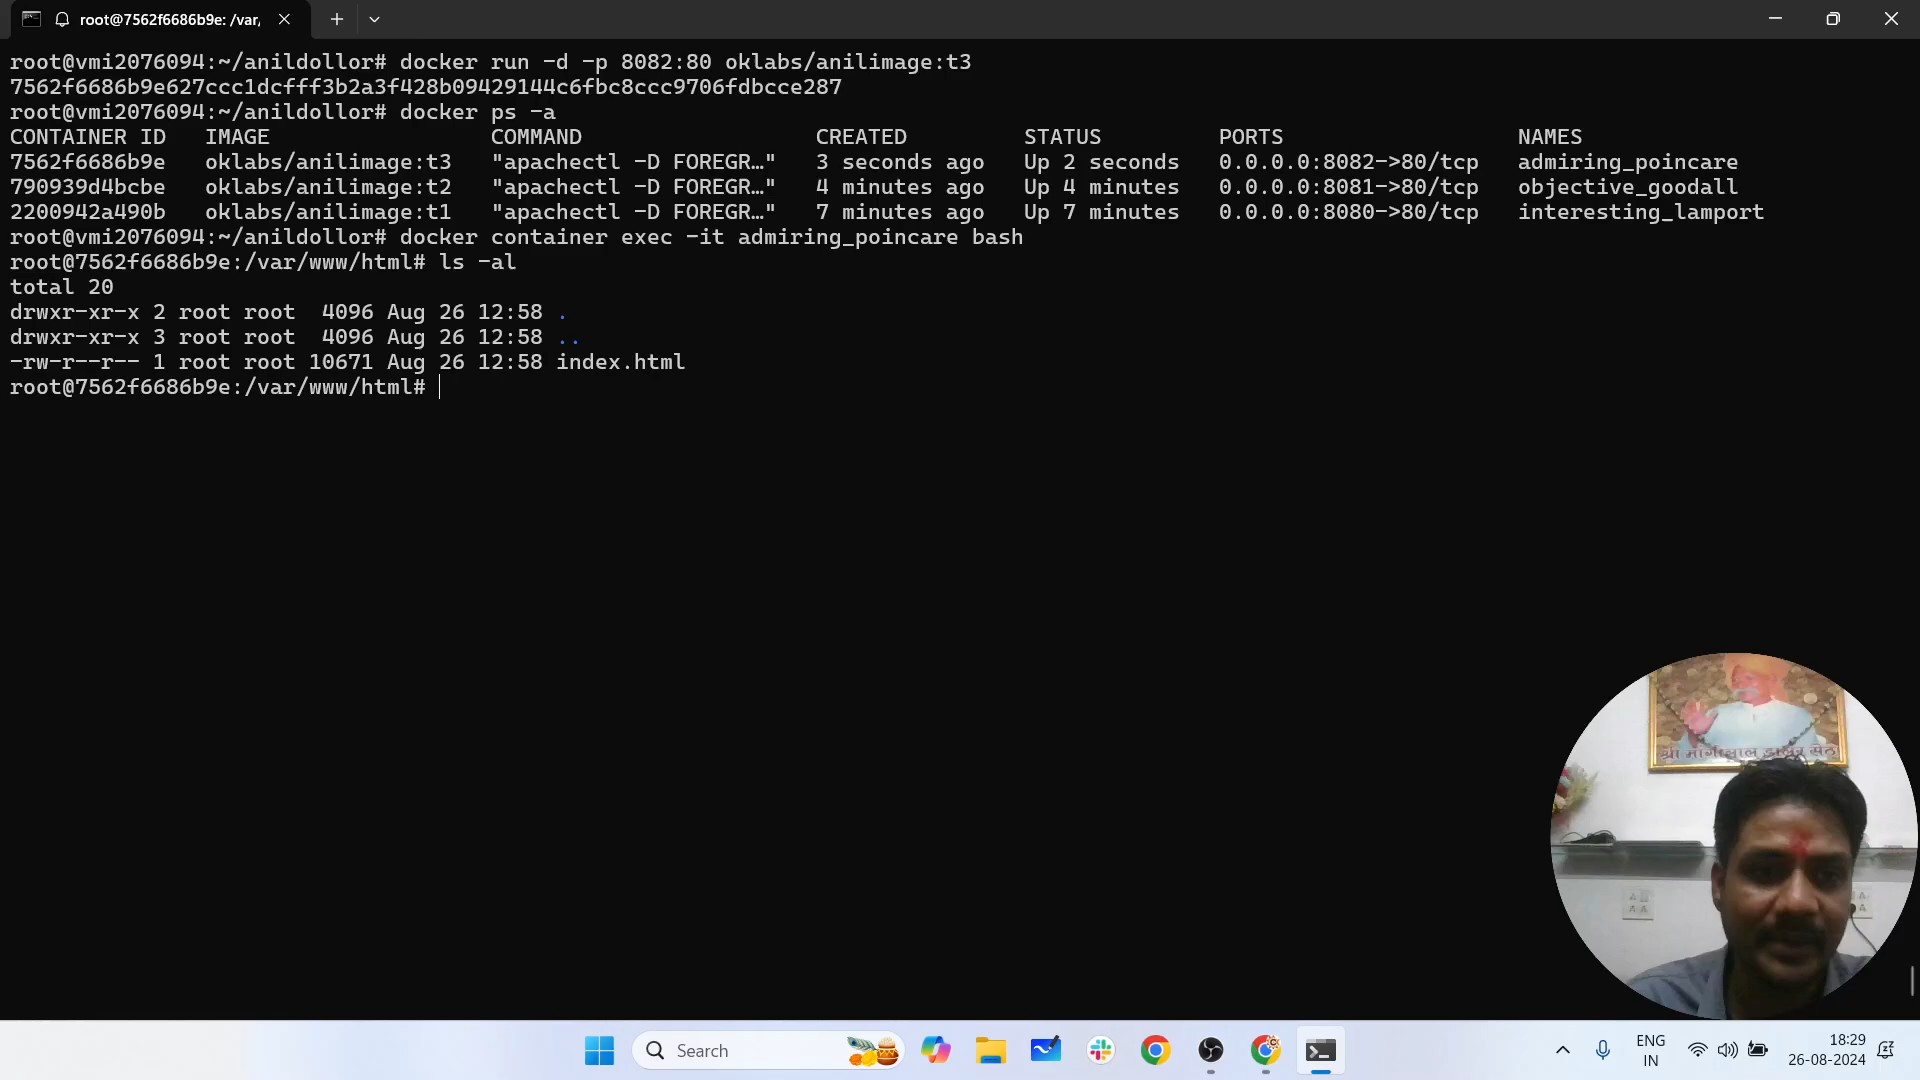 root@7562f6686b9e: /var,
root@vmi2076094:~/anildollor# docker run -d -p 8082:80 oklabs/anilimage:t3
7562f6686b9e627ccc1dcfff3b2a3f428b09429144c6fbc8ccc9706fdbcce287
root@vmi2076094:~/anildollor# docker ps -a
CONTAINER ID   IMAGE                 COMMAND                  CREATED         STATUS         PORTS                  NAMES
7562f6686b9e   oklabs/anilimage:t3   "apachectl -D FOREGR…"   3 seconds ago   Up 2 seconds   0.0.0.0:8082->80/tcp   admiring_poincare
790939d4bcbe   oklabs/anilimage:t2   "apachectl -D FOREGR…"   4 minutes ago   Up 4 minutes   0.0.0.0:8081->80/tcp   objective_goodall
2200942a490b   oklabs/anilimage:t1   "apachectl -D FOREGR…"   7 minutes ago   Up 7 minutes   0.0.0.0:8080->80/tcp   interesting_lamport
root@vmi2076094:~/anildollor# docker container exec -it admiring_poincare bash
root@7562f6686b9e:/var/www/html# ls -al
total 20
drwxr-xr-x 2 root root  4096 Aug 26 12:58 .
drwxr-xr-x 3 root root  4096 Aug 26 12:58 ..
-rw-r--r-- 1 root root 10671 Aug 26 12:58 index.html
root@7562f6686b9e:/var/www/html#
श्री मांगीलाल डालर सेठ
Search
ENG
IN
18:29
26-08-2024